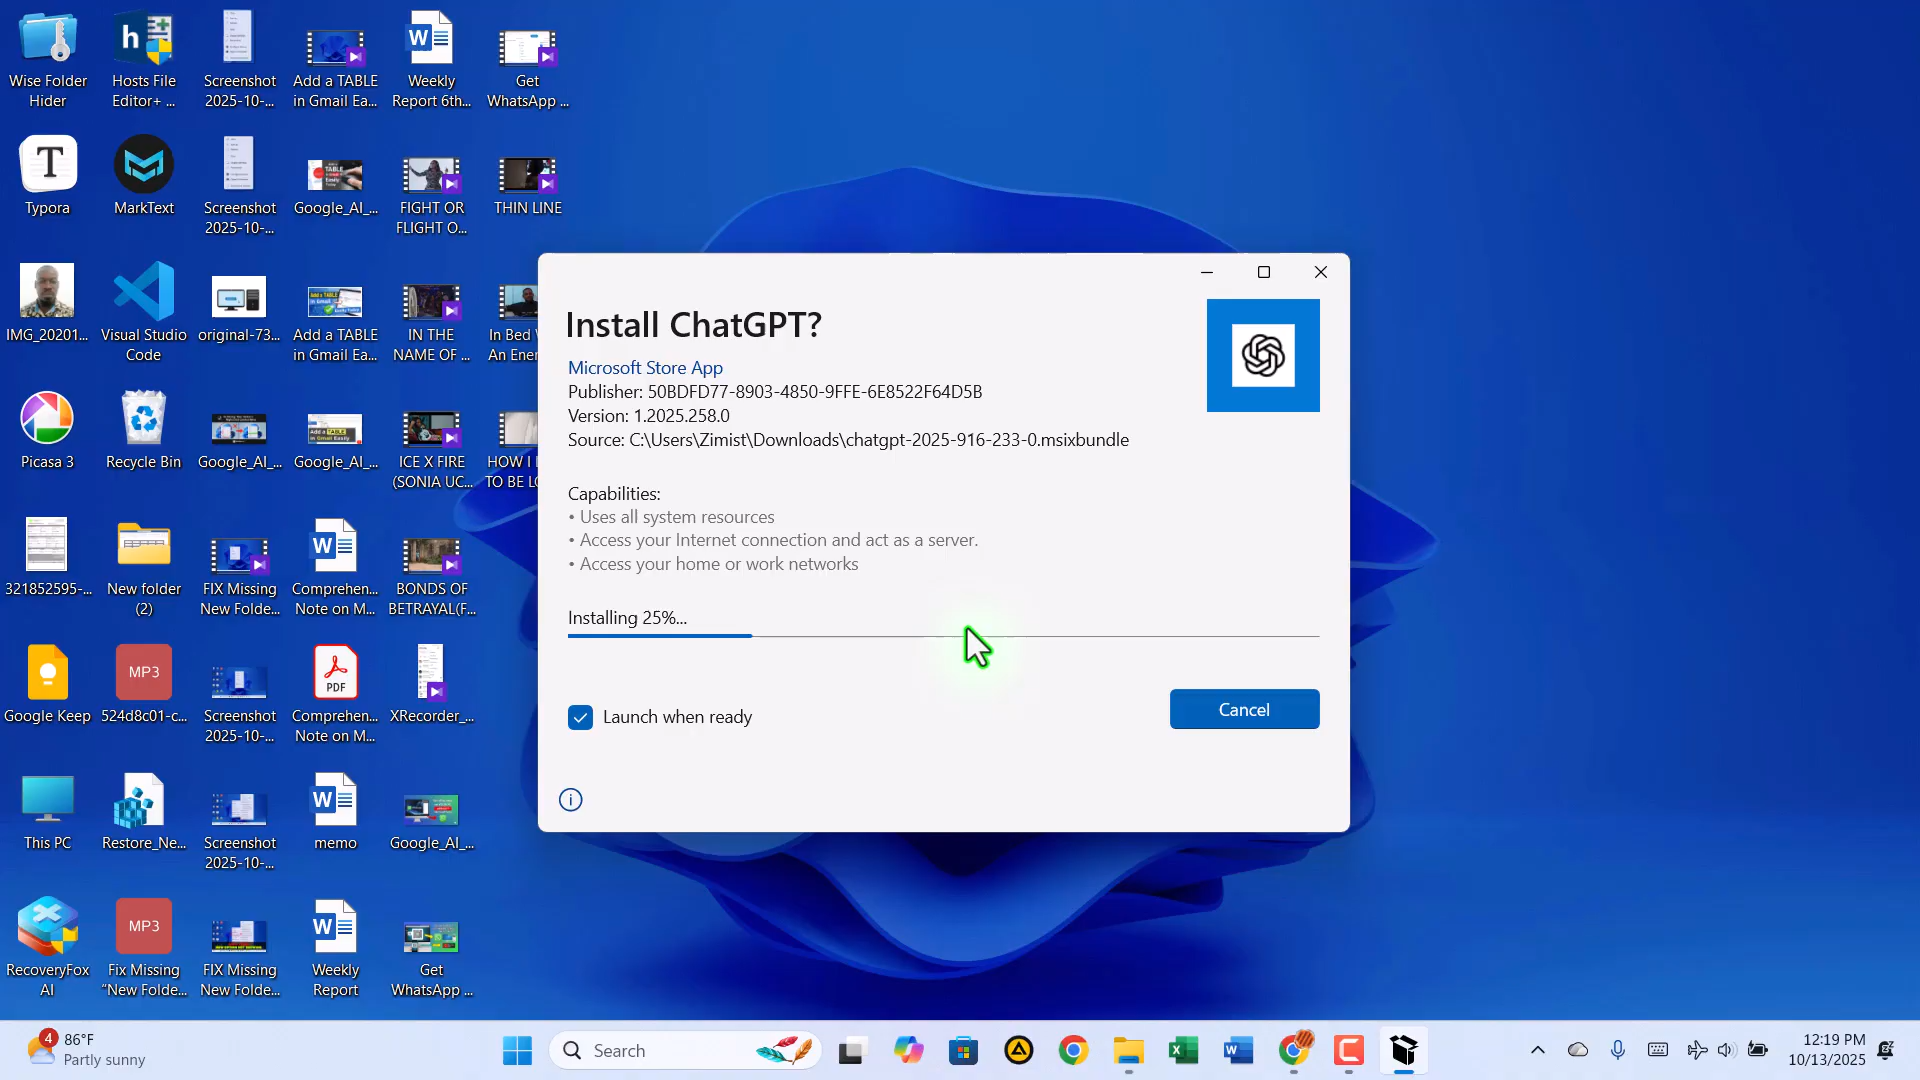 Wise Folder
Hider
Hosts File
Editor+ ...
Screenshot
2025-10-...
Add a TABLE
in Gmail Ea...
Weekly
Report 6th...
Get
WhatsApp ...
Typora
MarkText
Screenshot
2025-10-...
Google_AI_...
FIGHT OR
FLIGHT O...
THIN LINE
IMG_20201...
Visual Studio
Code
original-73...
Add a TABLE
in Gmail Ea...
IN THE
NAME OF ...
In Bed
An Ene
Picasa 3
Recycle Bin
Google_AI_...
Google_AI_...
ICE X FIRE
(SONIA UC...
HOW I
TO BE
321852595-...
New folder
(2)
FIX Missing
New Folde...
Comprehen...
Note on M...
BONDS OF
BETRAYAL(F...
Google Keep
MP3
524d8c01-c...
Screenshot
2025-10-...
PDF
Comprehen...
Note on M...
XRecorder_...
This PC
Restore_Ne...
Screenshot
2025-10-...
memo
Google_AI_...
RecoveryFox
AI
MP3
Fix Missing
“New Folde...
FIX Missing
New Folde...
Weekly
Report
Get
WhatsApp ...
Install ChatGPT?
Microsoft Store App
Publisher: 50BDFD77-8903-4850-9FFE-6E8522F64D5B
Version: 1.2025.258.0
Source: C:\Users\Zimist\Downloads\chatgpt-2025-916-233-0.msixbundle
Capabilities:
• Uses all system resources
• Access your Internet connection and act as a server.
• Access your home or work networks
Installing 25%...
Launch when ready
Cancel
4
86°F
Partly sunny
Search
12:19 PM
10/13/2025